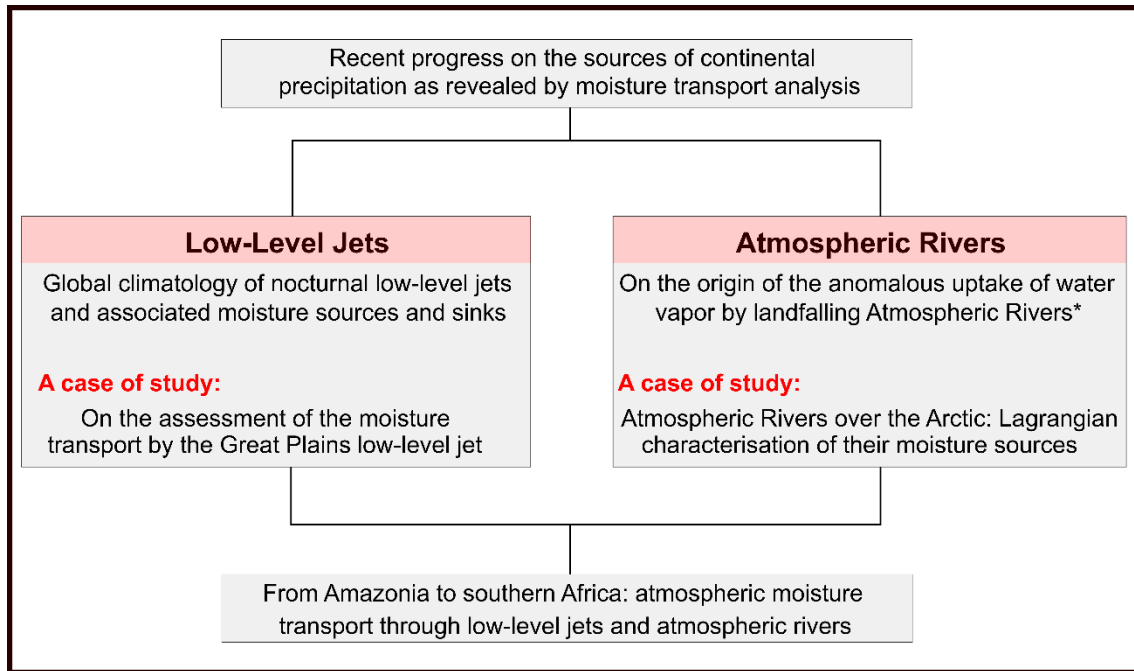 Recent progress on the sources of continental
precipitation as revealed by moisture transport analysis
Low-Level Jets
Global climatology of nocturnal low-level jets
and associated moisture sources and sinks
A case of study:
On the assessment of the moisture
transport by the Great Plains low-level jet
Atmospheric Rivers
On the origin of the anomalous uptake of water
vapor by landfalling Atmospheric Rivers*
A case of study:
Atmospheric Rivers over the Arctic: Lagrangian
characterisation of their moisture sources
From Amazonia to southern Africa: atmospheric moisture
transport through low-level jets and atmospheric rivers